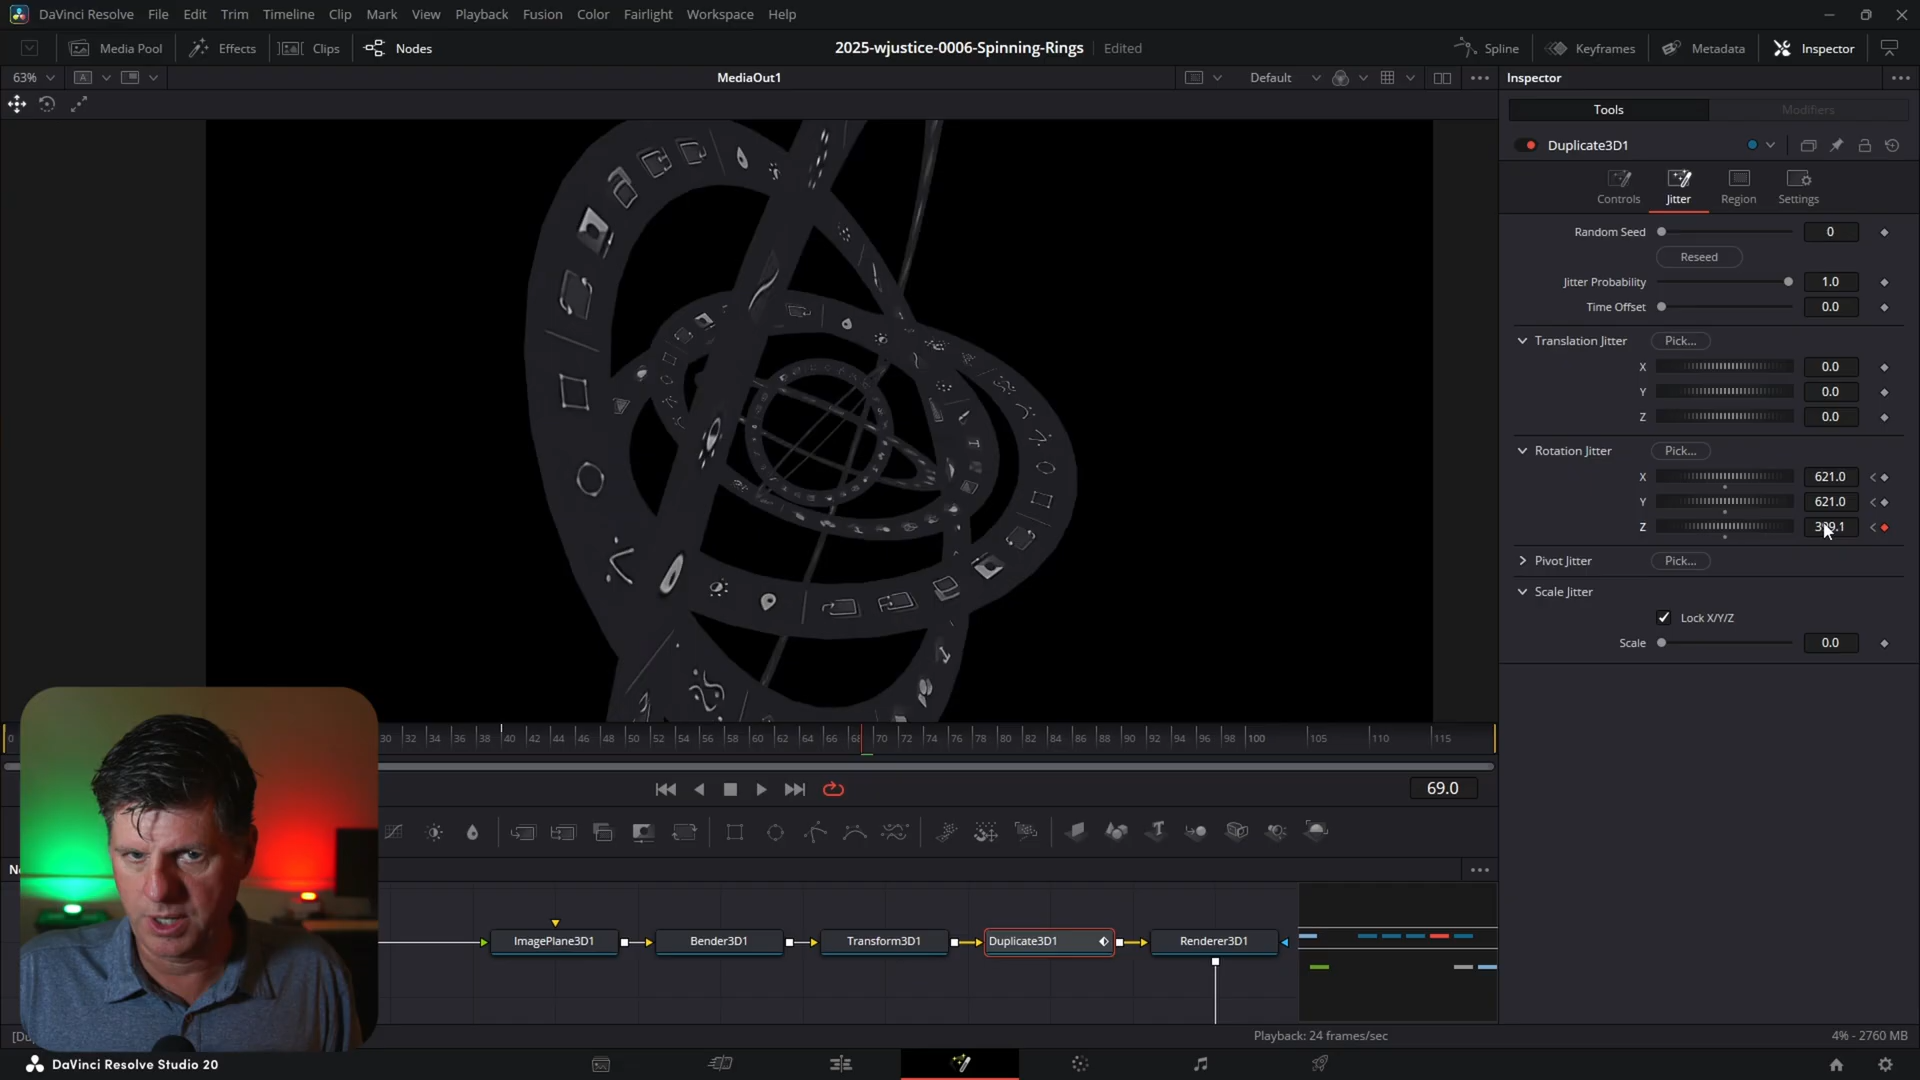 DaVinci Resolve File Edit Trim Timeline Clip Mark View Playback Fusion Color Fairlight Workspace Help
Media Pool Effects Clips Nodes 2025-wjustice-0006-Spinning-Rings Edited Spline Keyframes Metadata Inspector
63% A MediaOut1 Default Inspector
Tools Modifiers
Duplicate3D1
Controls Jitter Region Settings
Random Seed 0
Reseed
Jitter Probability 1.0
Time Offset 0.0
Translation Jitter Pick...
X 0.0
Y 0.0
Z 0.0
Rotation Jitter Pick...
X 621.0
Y 621.0
Z
Pivot Jitter Pick...
Scale Jitter
Lock X/Y/Z
Scale 0.0
0 30 32 34 36 38 40 42 44 46 48 50 52 54 56 58 60 62 64 66 68 70 72 74 76 78 80 82 84 86 88 90 92 94 96 98 100 105 110 115
69.0
ImagePlane3D1 Bender3D1 Transform3D1 Duplicate3D1 Renderer3D1
Playback: 24 frames/sec 4% - 2760 MB
DaVinci Resolve Studio 20